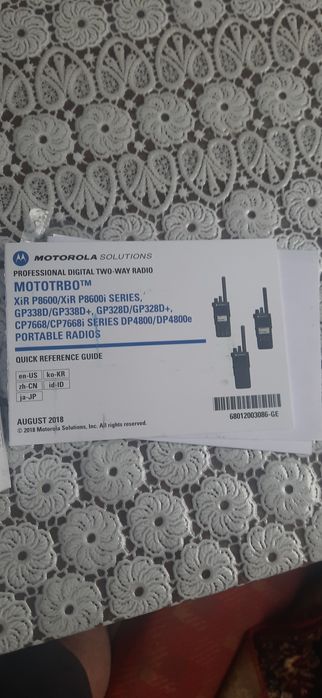 MOTOROLA SOLUTIONS
PROFESSIONAL DIGITAL TWO-WAY RADIO
MOTOTRBO™
XiR P8600/XiR P8600i SERIES,
GP338D/GP338D+, GP328D/GP328D+,
CP7668/CP7668i SERIES DP4800/DP4800e
PORTABLE RADIOS
QUICK REFERENCE GUIDE
en-US ko-KR
zh-CN id-ID
ja-JP
AUGUST 2018
© 2018 Motorola Solutions, Inc. All rights reserved.
68012003086-GE